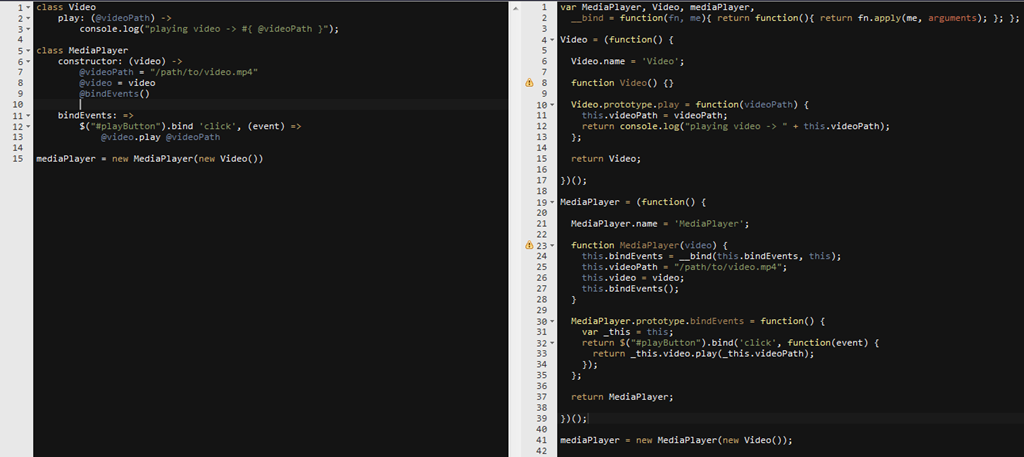 1 class Video
2     play: (@videoPath) ->
3         console.log("playing video -> #{ @videoPath }");
4
5 class MediaPlayer
6     constructor: (video) ->
7         @videoPath = "/path/to/video.mp4"
8         @video = video
9         @bindEvents()
10
11     bindEvents: =>
12         $("#playButton").bind 'click', (event) =>
13             @video.play @videoPath
14
15 mediaPlayer = new MediaPlayer(new Video())
1 var MediaPlayer, Video, mediaPlayer,
2   __bind = function(fn, me){ return function(){ return fn.apply(me, arguments); }; };
3
4 Video = (function() {
5
6   Video.name = 'Video';
7
8   function Video() {}
9
10   Video.prototype.play = function(videoPath) {
11     this.videoPath = videoPath;
12     return console.log("playing video -> " + this.videoPath);
13   };
14
15   return Video;
16
17 })();
18
19 MediaPlayer = (function() {
20
21   MediaPlayer.name = 'MediaPlayer';
22
23   function MediaPlayer(video) {
24     this.bindEvents = __bind(this.bindEvents, this);
25     this.videoPath = "/path/to/video.mp4";
26     this.video = video;
27     this.bindEvents();
28   }
29
30   MediaPlayer.prototype.bindEvents = function() {
31     var _this = this;
32     return $("#playButton").bind('click', function(event) {
33       return _this.video.play(_this.videoPath);
34     });
35   };
36
37   return MediaPlayer;
38
39 })();
40
41 mediaPlayer = new MediaPlayer(new Video());
42